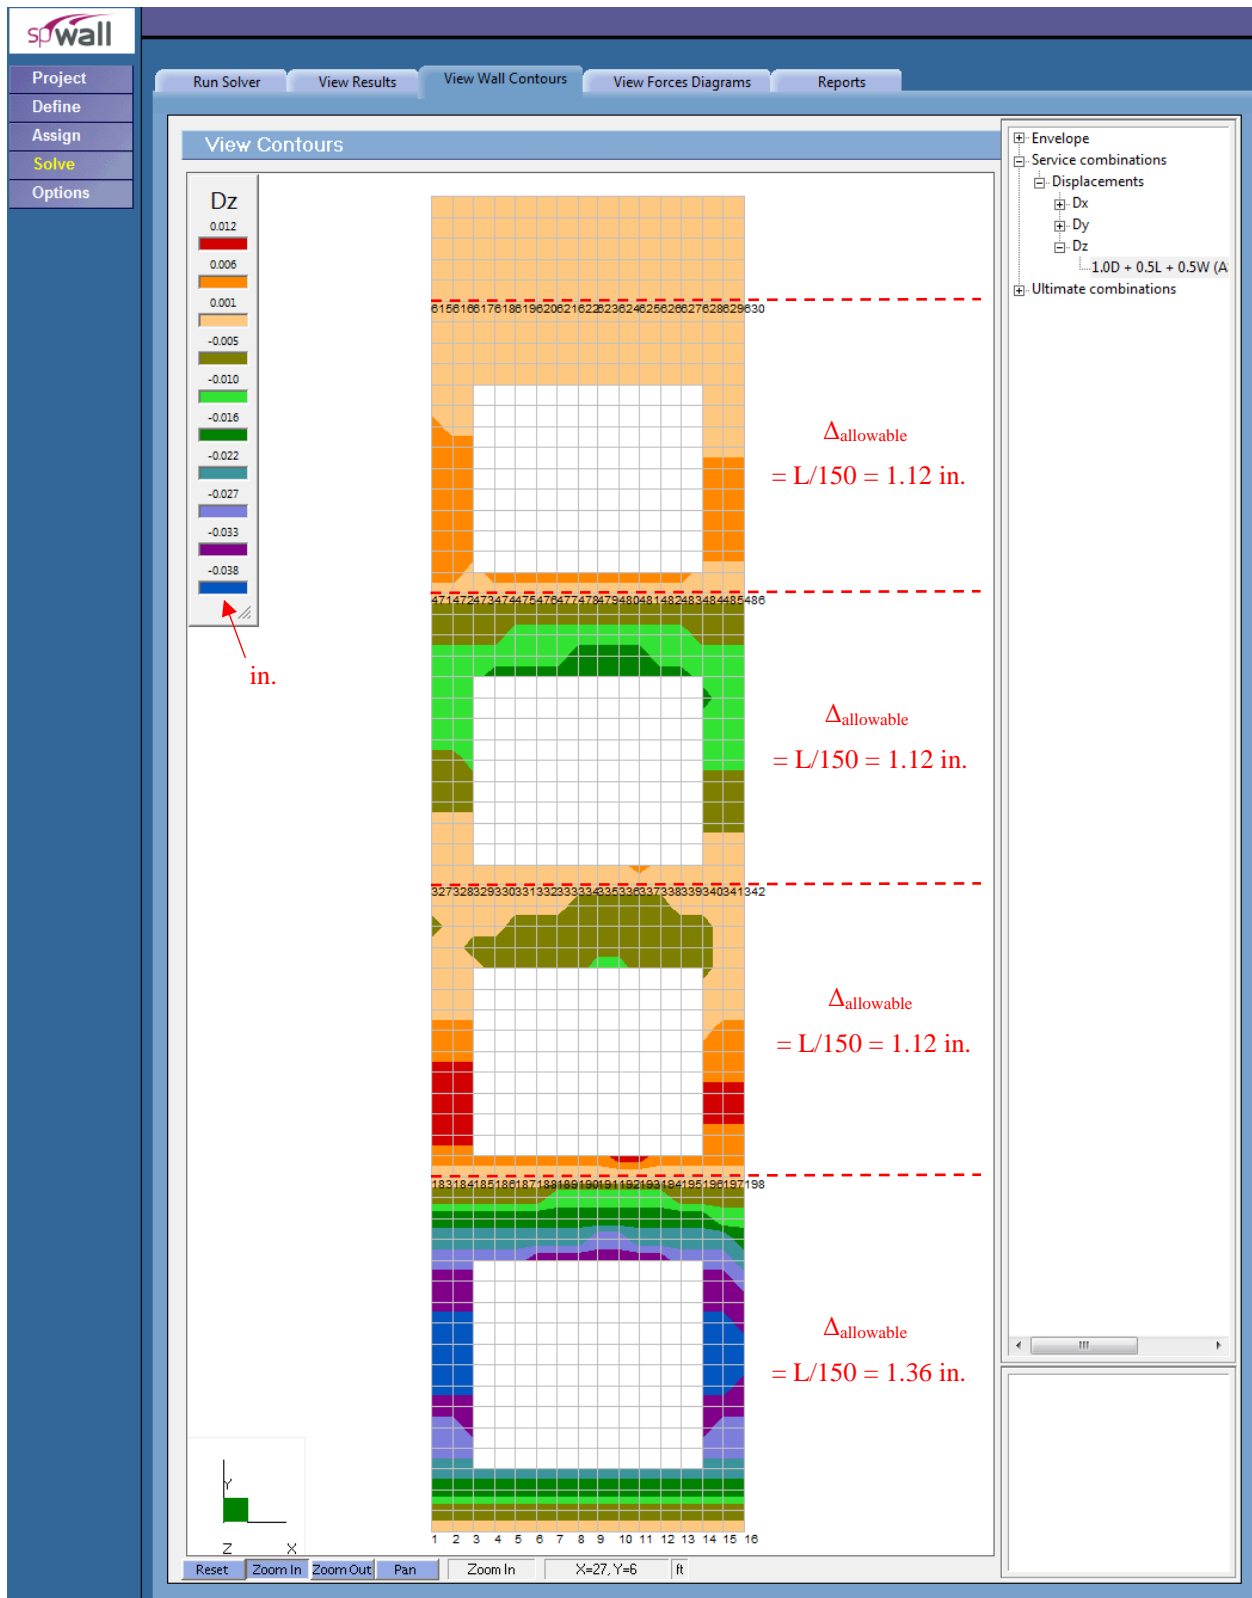 spwall
Project
Define
Assign
Solve
Options
Run Solver
View Results
View Wall Contours
View Forces Diagrams
Reports
View Contours
Dz
0.012
0.006
0.001
-0.005
-0.010
-0.016
-0.022
-0.027
-0.033
-0.038
in.
Envelope
Service combinations
Displacements
Dx
Dy
Dz
1.0D + 0.5L + 0.5W (A
Ultimate combinations
615616617618619620621622623624625626627628629630
Δallowable
= L/150 = 1.12 in.
471472473474475476477478479480481482483484485486
Δallowable
= L/150 = 1.12 in.
327328329330331332333334335336337338339340341342
Δallowable
= L/150 = 1.12 in.
183184185186187188189190191192193194195196197198
Δallowable
= L/150 = 1.36 in.
1 2 3 4 5 6 7 8 9 10 11 12 13 14 15 16
Y
Z X
Reset Zoom In Zoom Out Pan Zoom In X=27, Y=6 ft